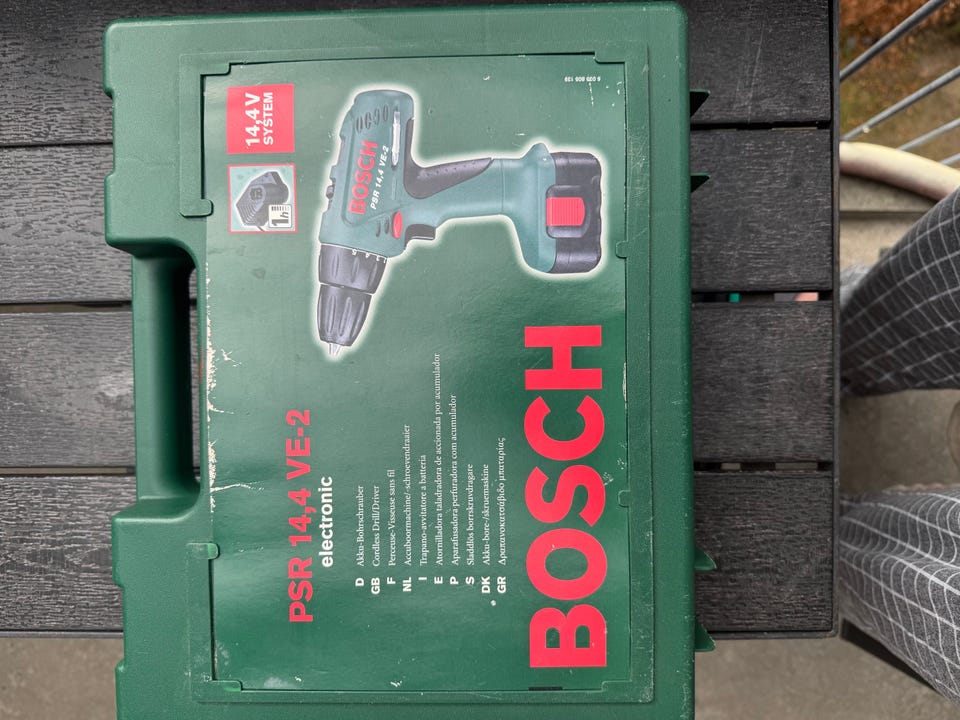 PSR 14,4 VE-2
electronic
14,4 V
SYSTEM
1h
BOSCH
PSR 14,4 VE-2
D Akku-Bohrschrauber
GB Cordless Drill/Driver
F Perceuse-Visseuse sans fil
NL Accuboormachine/-schroevendraaier
I Trapano-avvitatore a batteria
E Atornilladora taladradora de accionada por acumulador
P Aparafusadora perfuradora com acumulador
S Sladdlös borrskruvdragare
DK Akku-bore-/skruemaskine
GR Δραπανοκατσάβιδο μπαταρίας
BOSCH